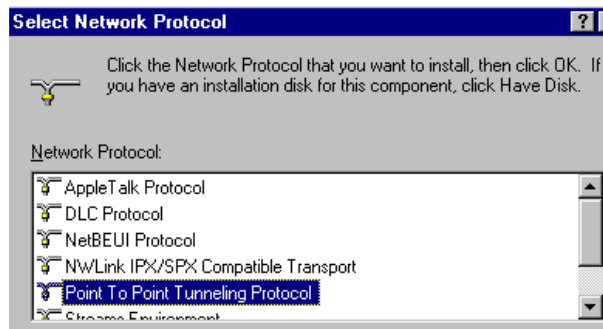 Select Network Protocol
?
Click the Network Protocol that you want to install, then click OK. If
you have an installation disk for this component, click Have Disk.
Network Protocol:
AppleTalk Protocol
DLC Protocol
NetBEUI Protocol
NWLink IPX/SPX Compatible Transport
Point To Point Tunneling Protocol
Streams Environment